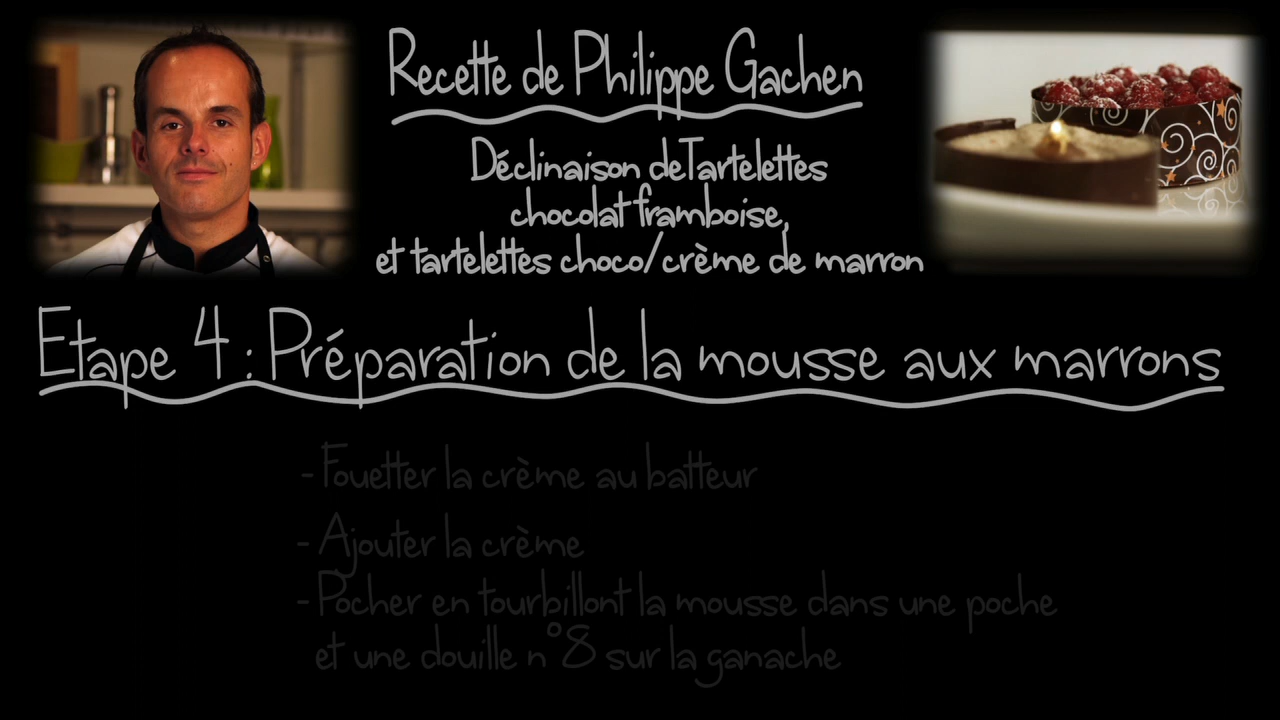 Recette de Philippe Gachen
Déclinaison deTartelettes
chocolat framboise,
et tartelettes choco/crème de marron
Etape 4 : Préparation de la mousse aux marrons
- Fouetter la crème au batteur
- Ajouter la crème
- Pocher en tourbillont la mousse dans une poche
et une douille n°8 sur la ganache